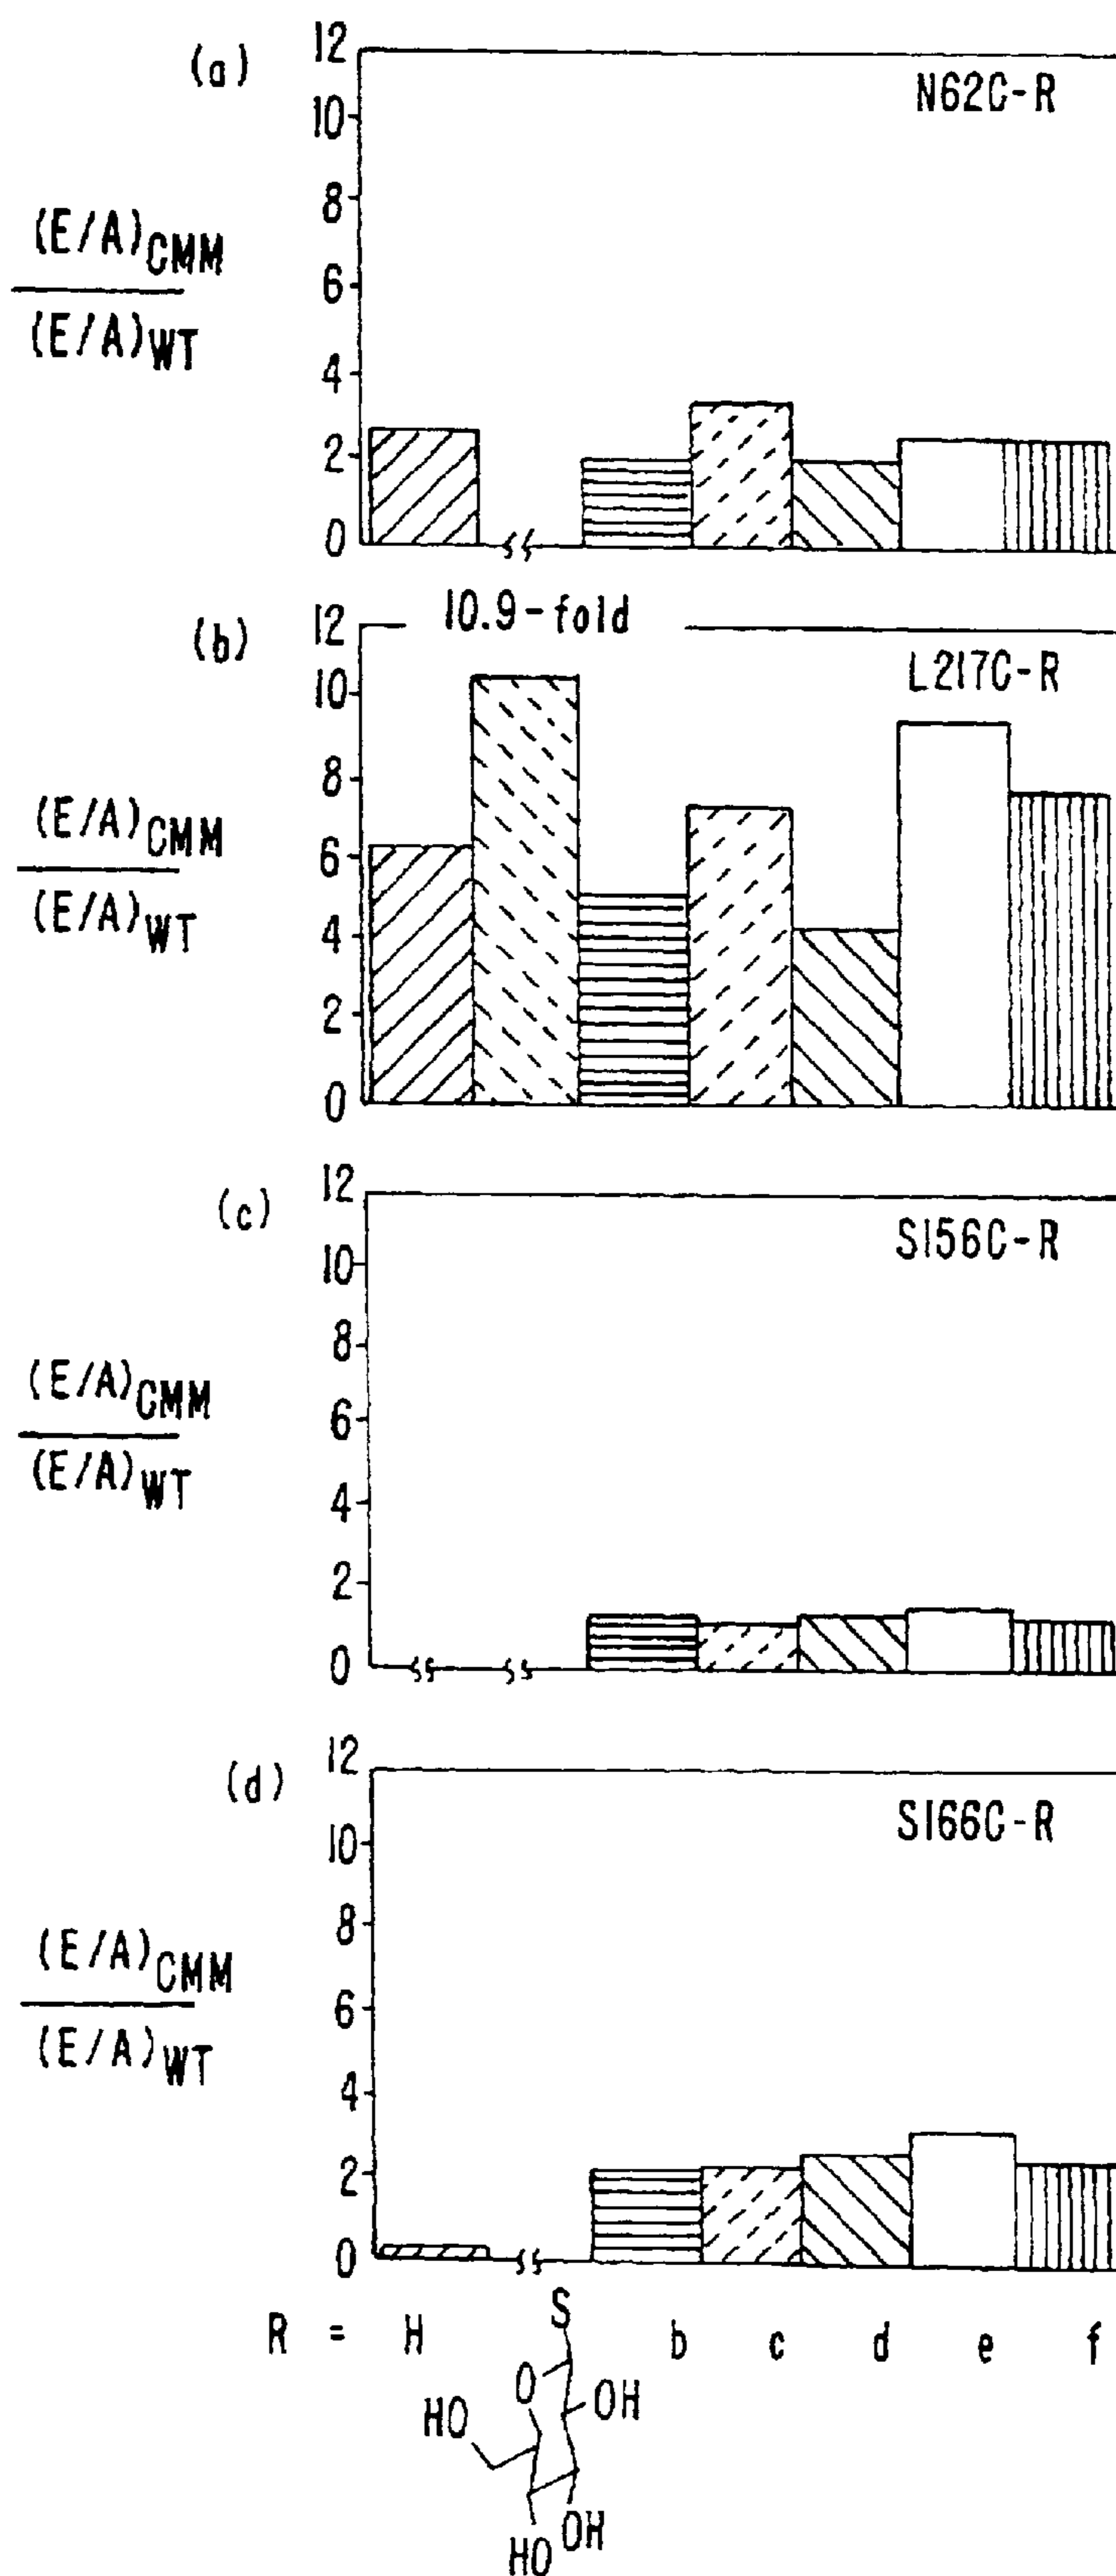 (a)
12
10
8
6
4
2
0
N62C-R
(E/A)CMM
(E/A)WT
(b)
12
10
8
6
4
2
0
10.9-fold
L217C-R
(E/A)CMM
(E/A)WT
(c)
12
10
8
6
4
2
0
S156C-R
(E/A)CMM
(E/A)WT
(d)
12
10
8
6
4
2
0
S166C-R
(E/A)CMM
(E/A)WT
R = H b c d e f
S
O
OH
HO
OH
HO